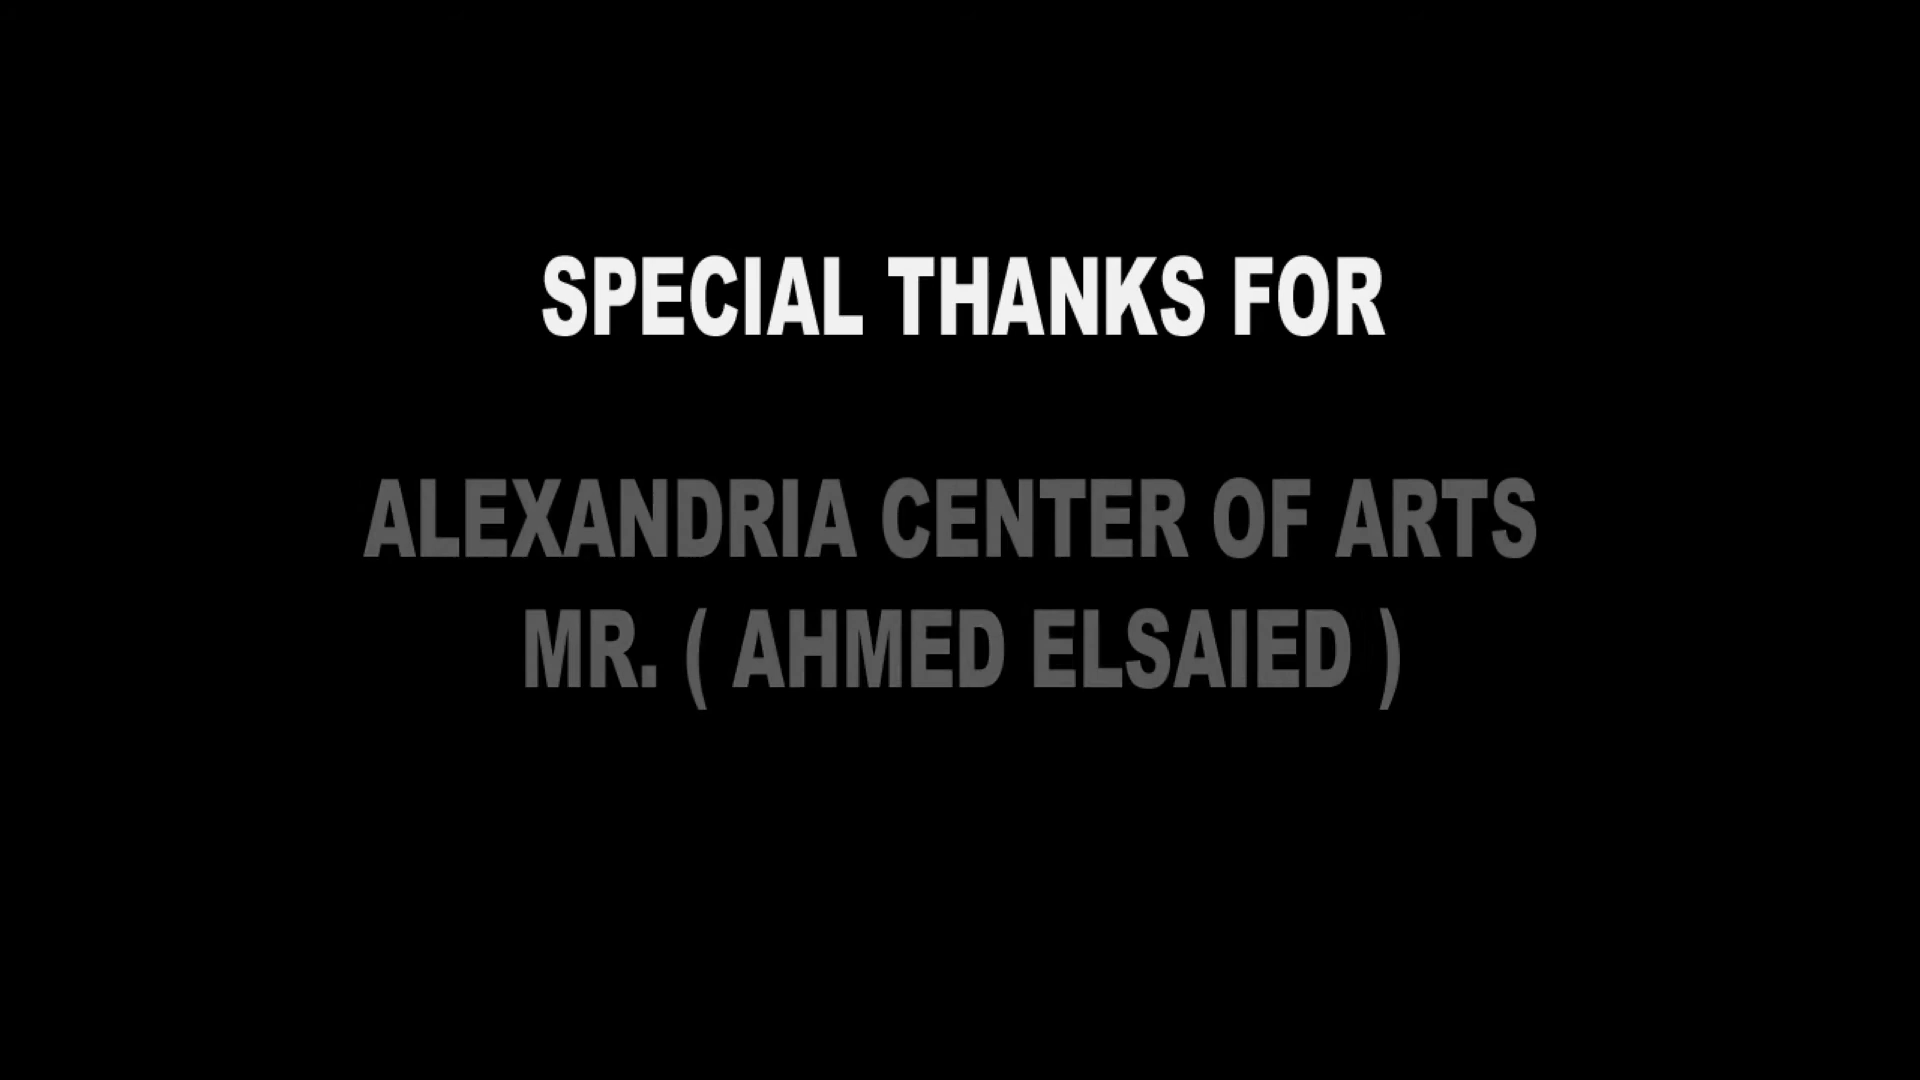 SPECIAL THANKS FOR
ALEXANDRIA CENTER OF ARTS
MR. ( AHMED ELSAIED )